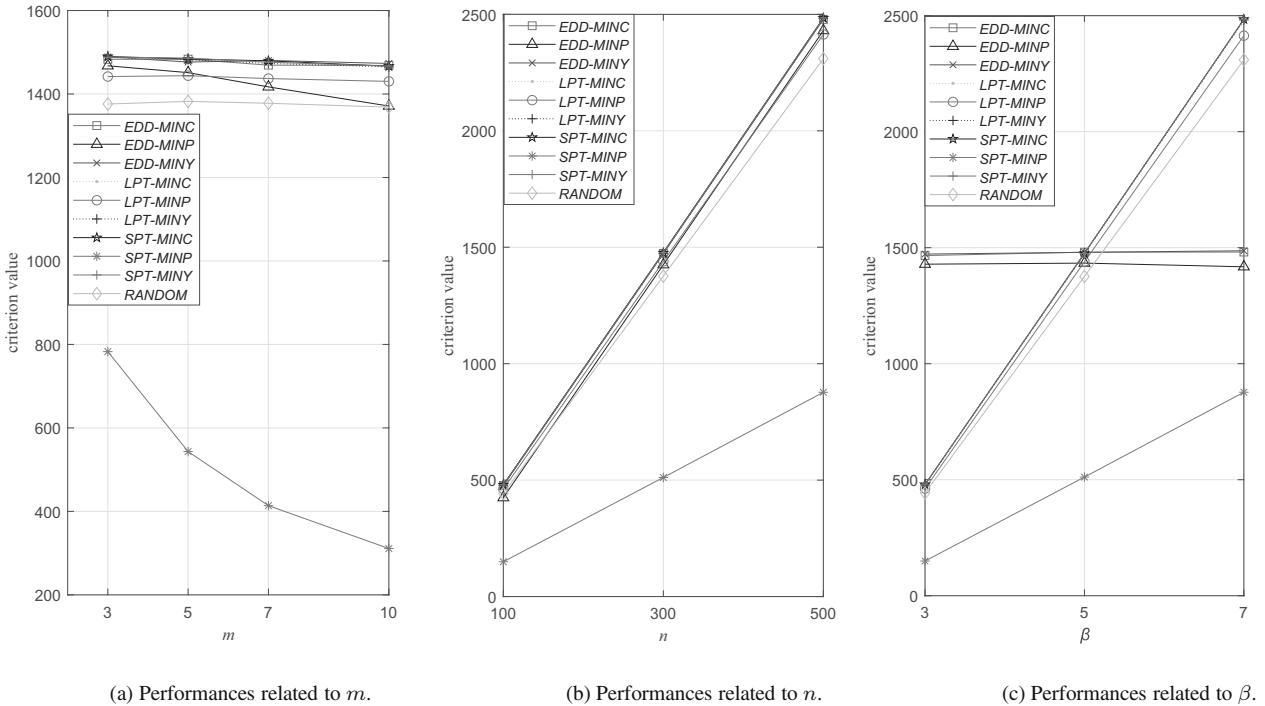 1600
1400
1200
1000
800
600
400
200
criterion value
3 5 7 10
m
EDD-MINC
EDD-MINP
EDD-MINY
LPT-MINC
LPT-MINP
LPT-MINY
SPT-MINC
SPT-MINP
SPT-MINY
RANDOM
(a) Performances related to m.
2500
2000
1500
1000
500
0
criterion value
100 300 500
n
EDD-MINC
EDD-MINP
EDD-MINY
LPT-MINC
LPT-MINP
LPT-MINY
SPT-MINC
SPT-MINP
SPT-MINY
RANDOM
(b) Performances related to n.
2500
2000
1500
1000
500
0
criterion value
3 5 7
β
EDD-MINC
EDD-MINP
EDD-MINY
LPT-MINC
LPT-MINP
LPT-MINY
SPT-MINC
SPT-MINP
SPT-MINY
RANDOM
(c) Performances related to β.